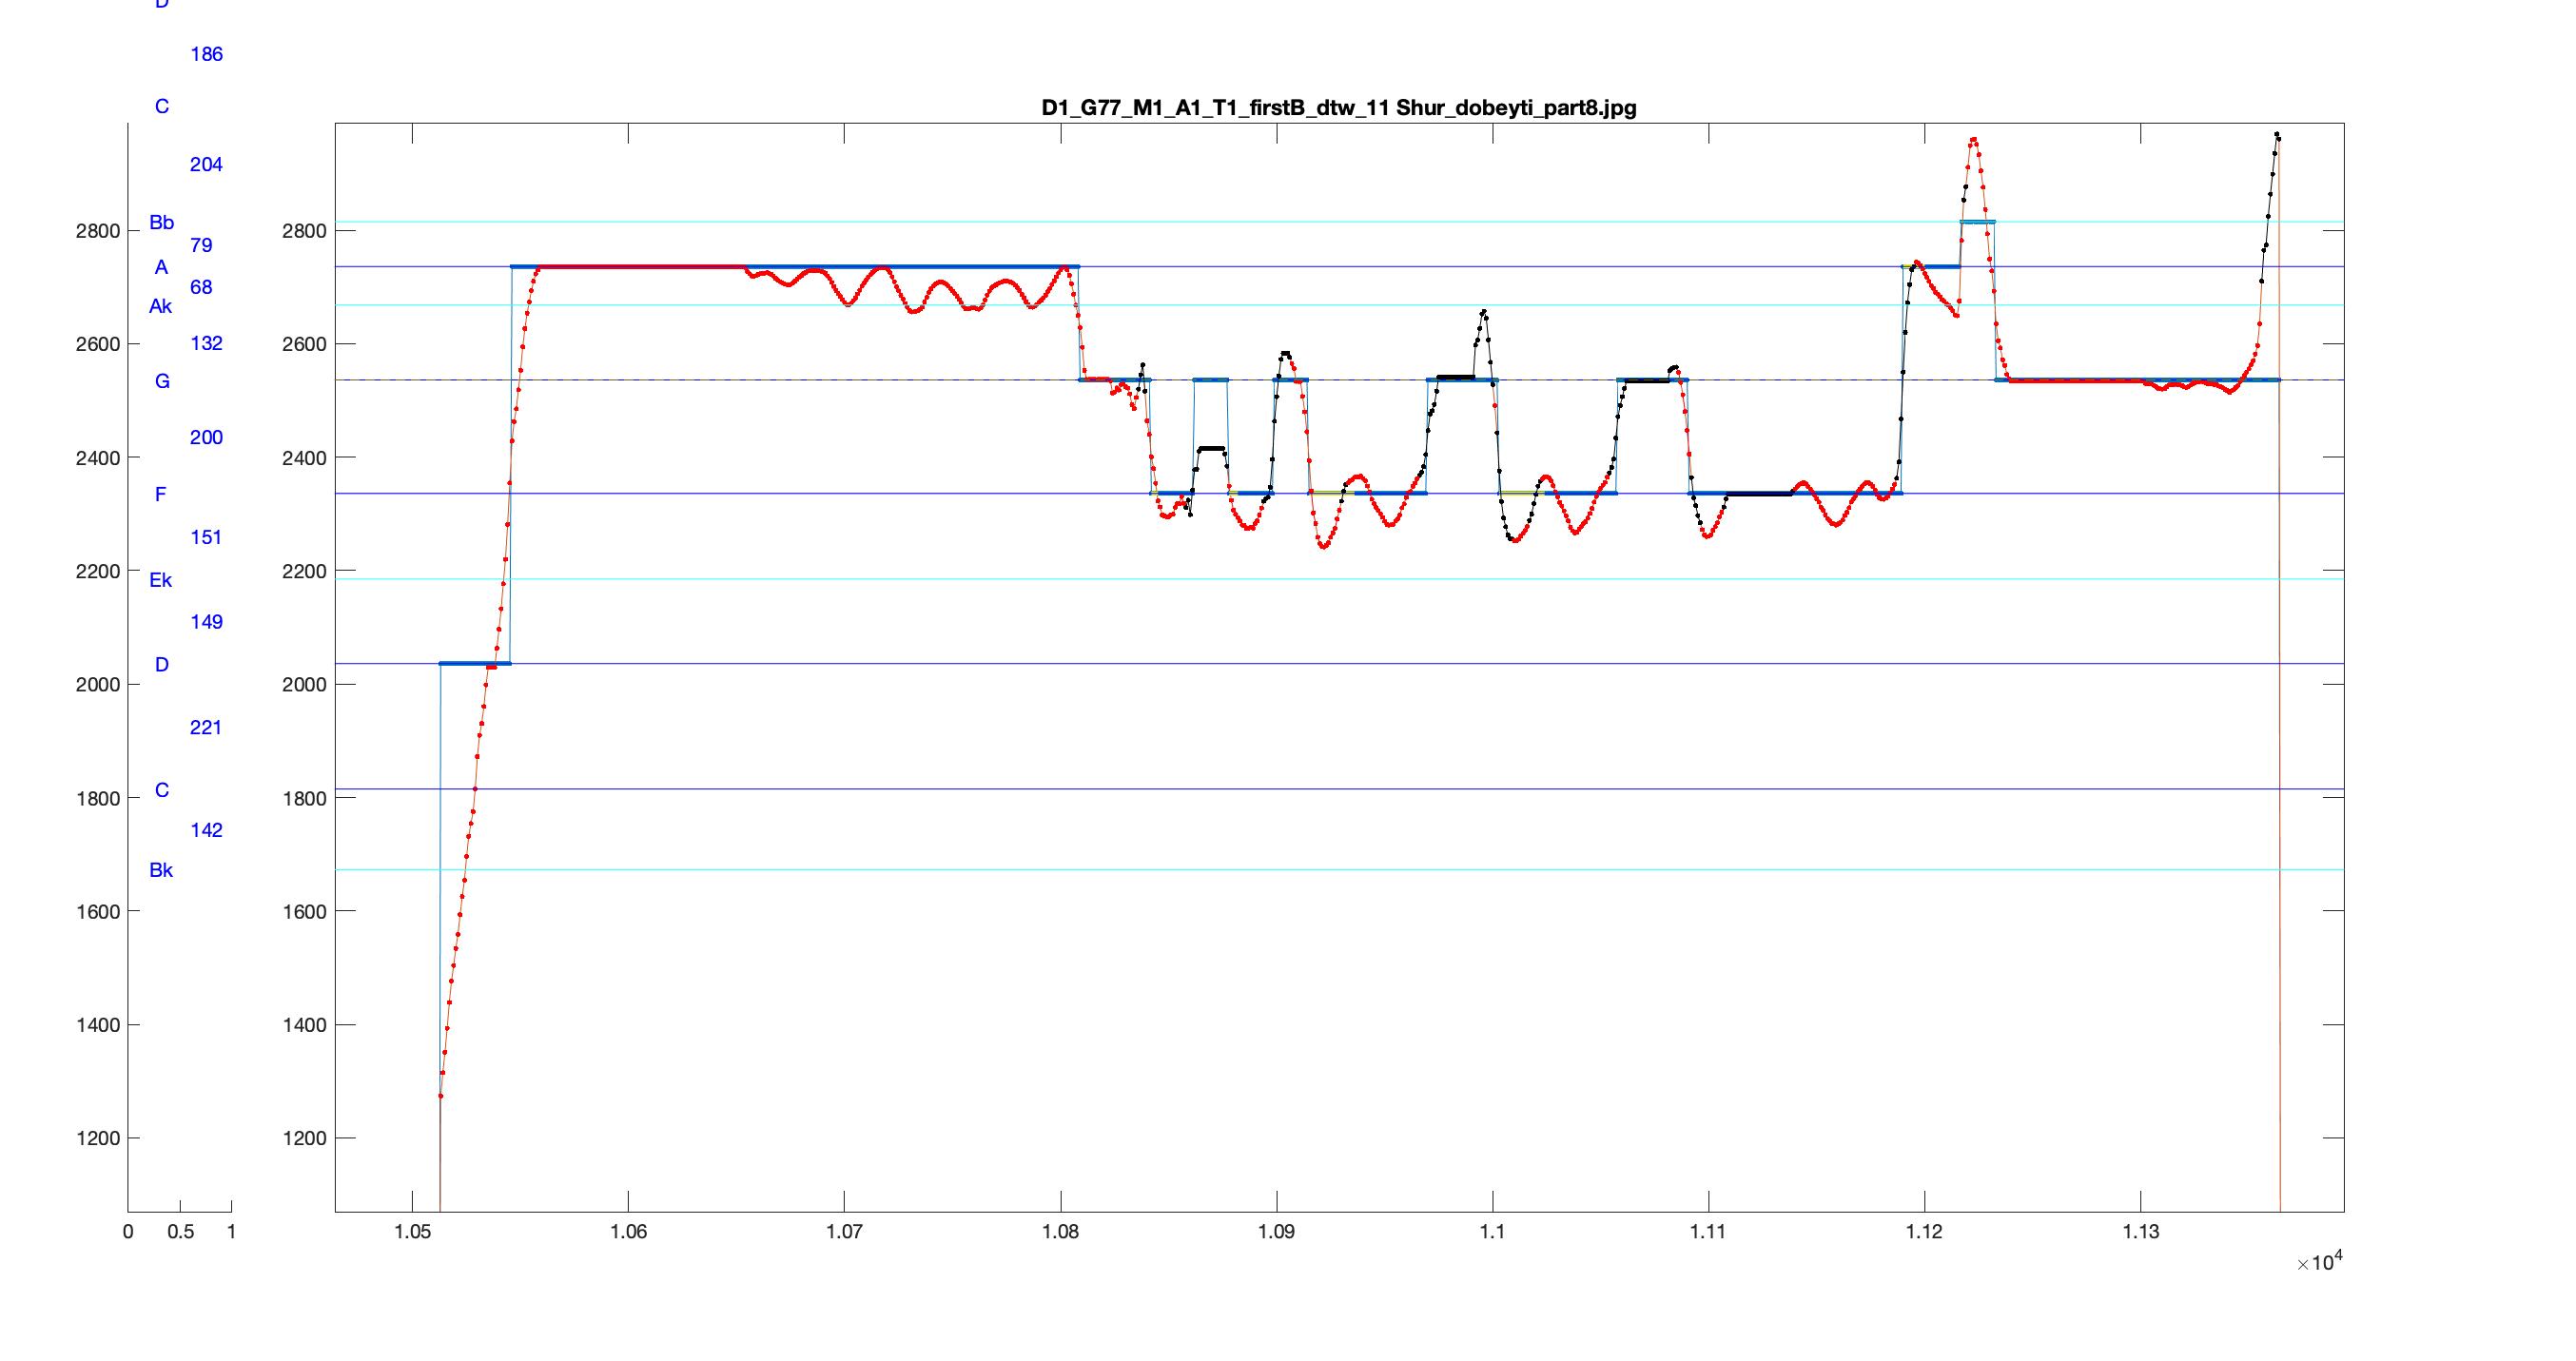 D
186
C
D1_G77_M1_A1_T1_firstB_dtw_11 Shur_dobeyti_part8.jpg
204
2800 Bb 2800
79
A
68
Ak
2600 132 2600
G
200
2400 2400
F
151
2200 Ek 2200
149
D
2000 2000
221
1800 C 1800
142
Bk
1600 1600
1400 1400
1200 1200
0 0.5 1 1.05 1.06 1.07 1.08 1.09 1.1 1.11 1.12 1.13
×10⁴